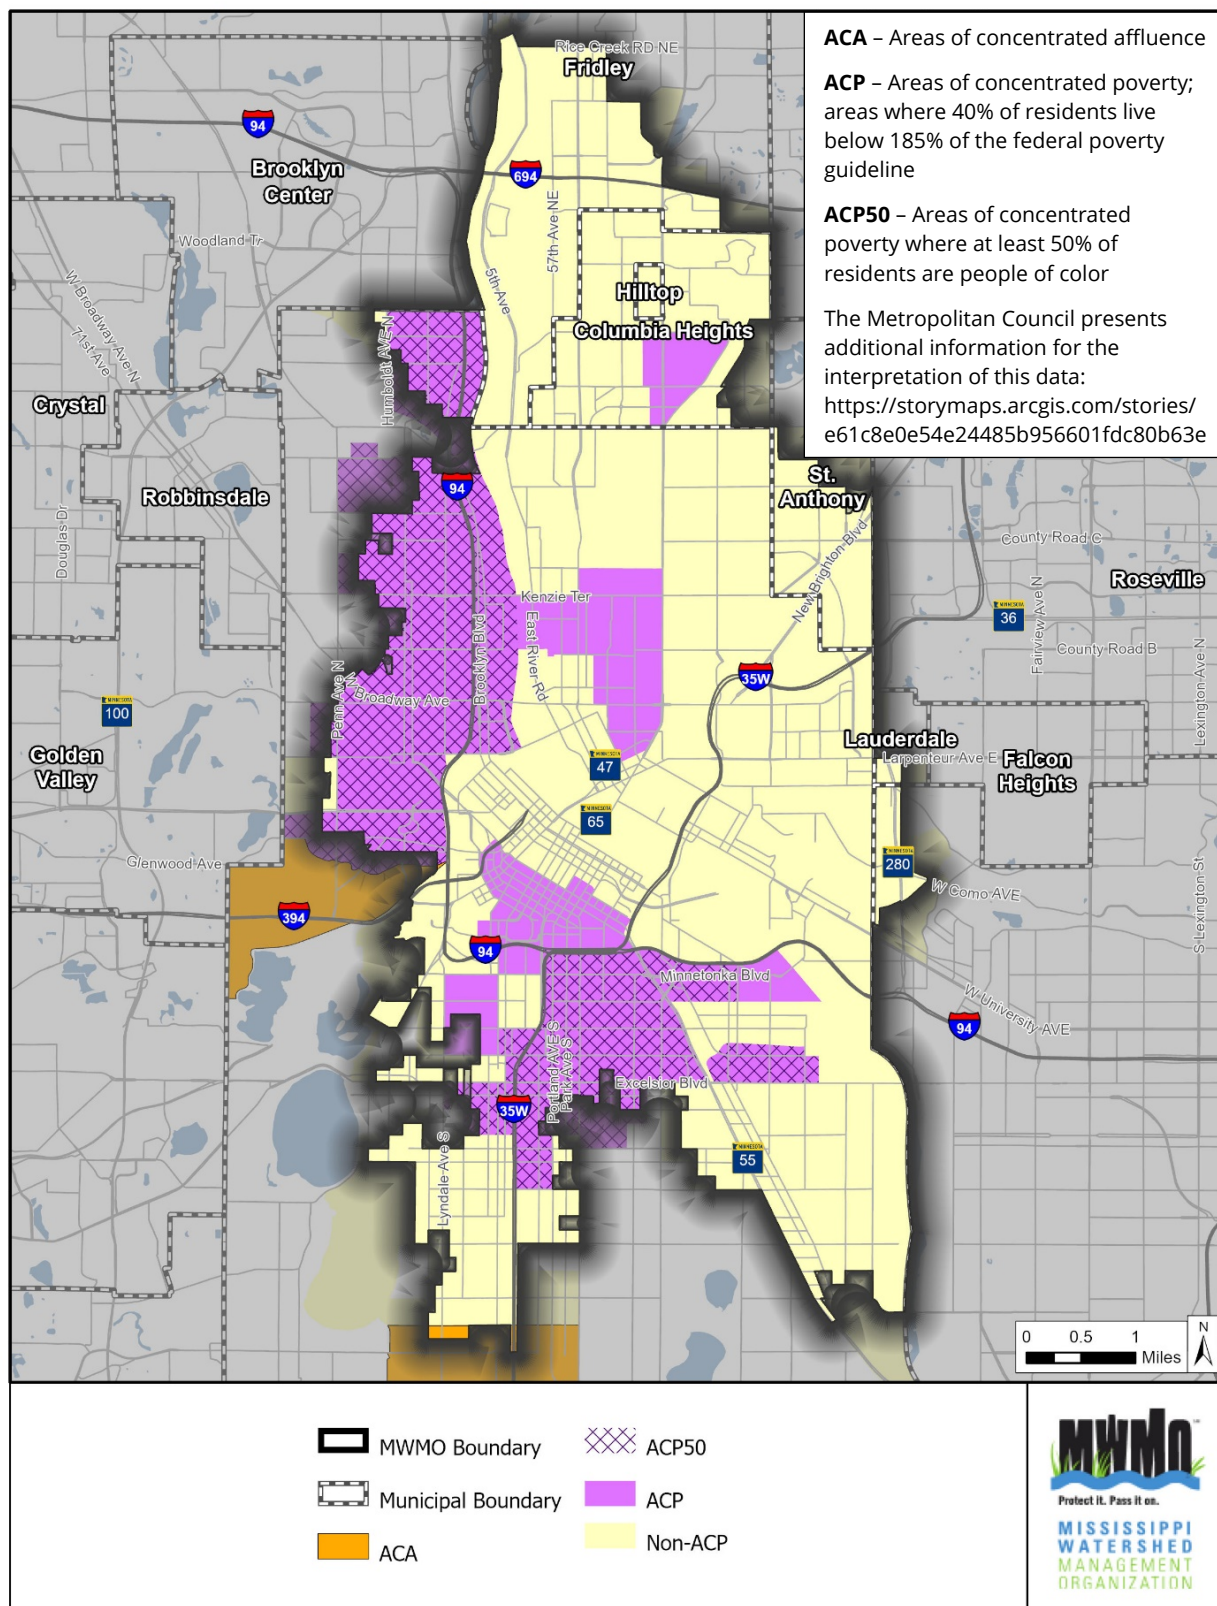 ACA – Areas of concentrated affluence
ACP – Areas of concentrated poverty;
areas where 40% of residents live
below 185% of the federal poverty
guideline
ACP50 – Areas of concentrated
poverty where at least 50% of
residents are people of color
The Metropolitan Council presents
additional information for the
interpretation of this data:
https://storymaps.arcgis.com/stories/
e61c8e0e54e24485b956601fdc80b63e
Rice Creek RD NE
Fridley
94
Brooklyn
Center
694
57th Ave NE
Woodland Tr
W Broadway Ave N
71st Ave
5th Ave
Hilltop
Columbia Heights
Humboldt AVE N
Crystal
Robbinsdale
94
St.
Anthony
New Brighton Blvd
Douglas Dr
County Road C
Roseville
MINNESOTA
36
Fairview Ave N
County Road B
Lexington Ave N
Kenzie Ter
East River Rd
Brooklyn Blvd
Penn Ave N
W Broadway Ave
35W
MINNESOTA
100
Golden
Valley
MINNESOTA
47
Lauderdale
Larpenteur Ave E
Falcon
Heights
MINNESOTA
65
Glenwood Ave
MINNESOTA
280
W Como AVE
S Lexington St
394
94
Minnetonka Blvd
W University AVE
94
Portland AVE S
Park Ave S
Excelsior Blvd
35W
Lyndale Ave S
MINNESOTA
55
0 0.5 1
Miles
N
MWMO Boundary
Municipal Boundary
ACA
ACP50
ACP
Non-ACP
MWMO
Protect it. Pass it on.
MISSISSIPPI
WATERSHED
MANAGEMENT
ORGANIZATION